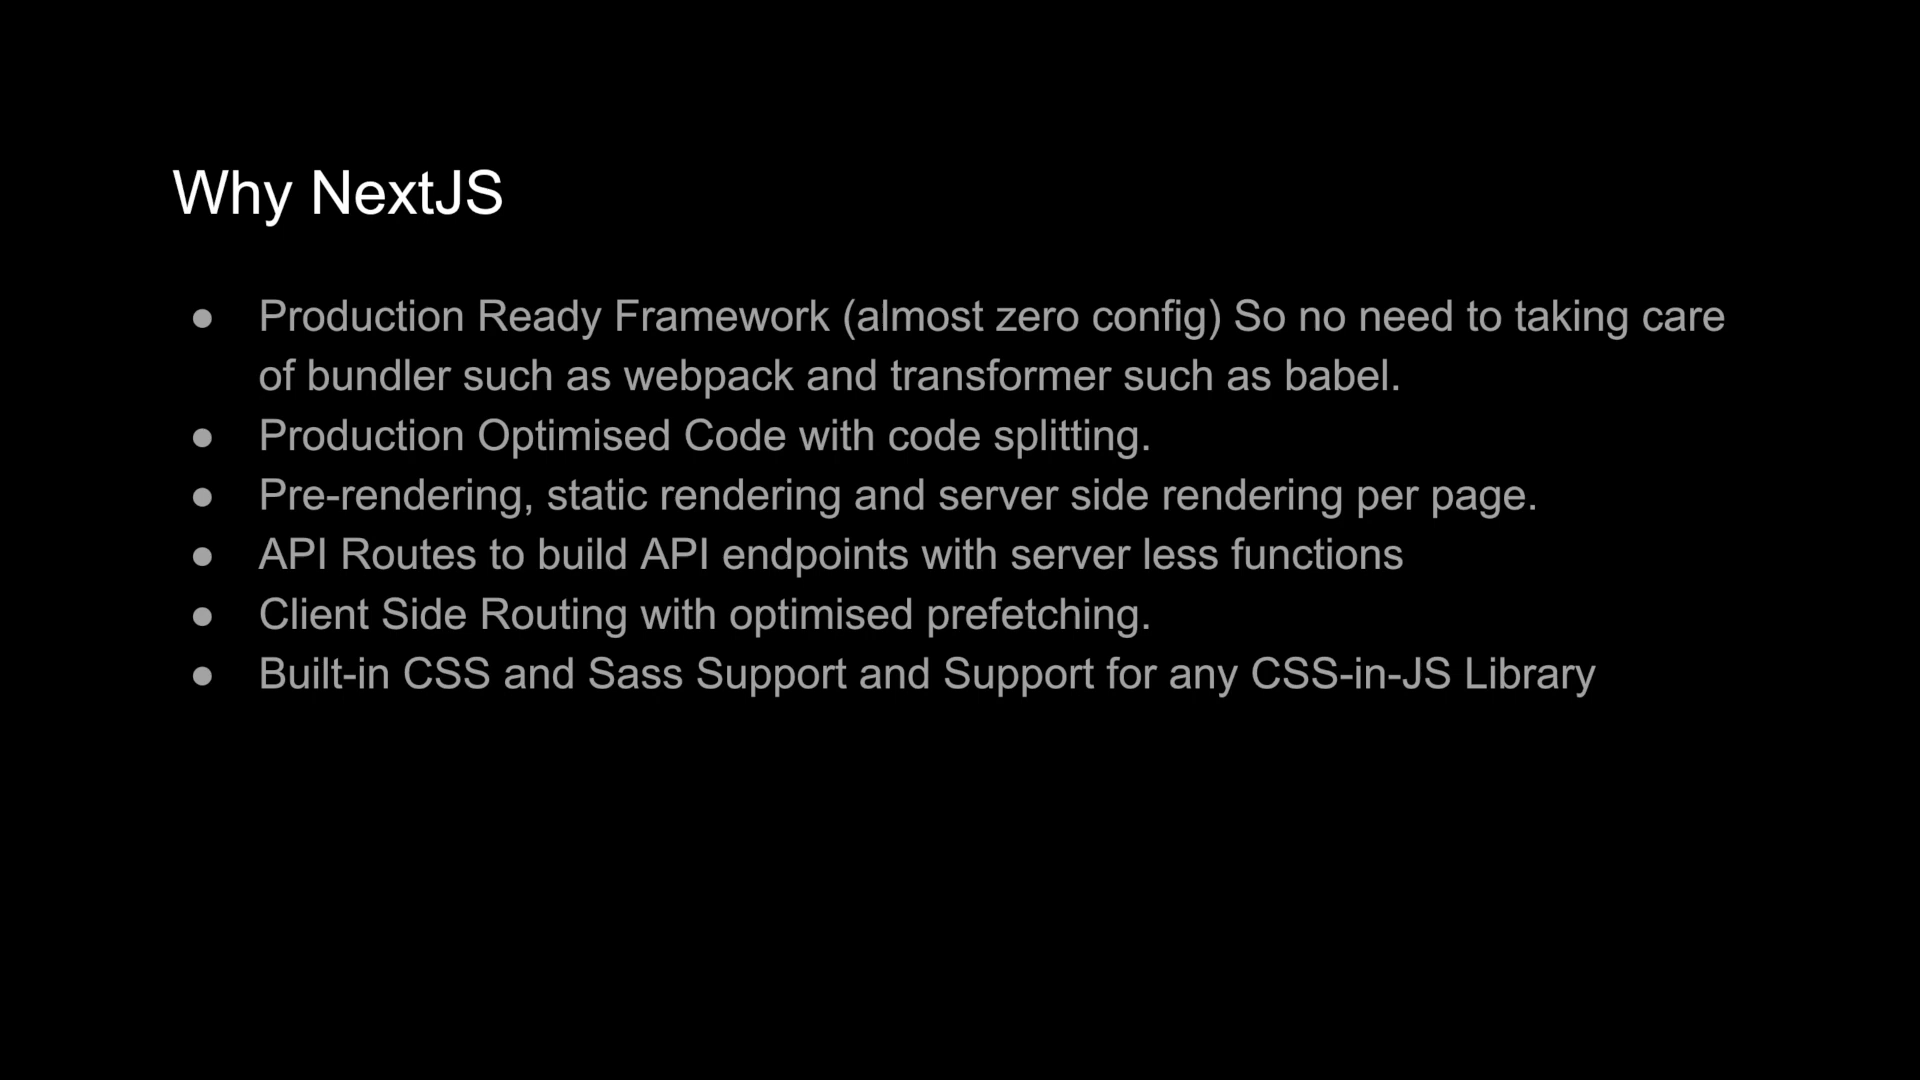 Why NextJS
● Production Ready Framework (almost zero config) So no need to taking care
of bundler such as webpack and transformer such as babel.
● Production Optimised Code with code splitting.
● Pre-rendering, static rendering and server side rendering per page.
● API Routes to build API endpoints with server less functions
● Client Side Routing with optimised prefetching.
● Built-in CSS and Sass Support and Support for any CSS-in-JS Library